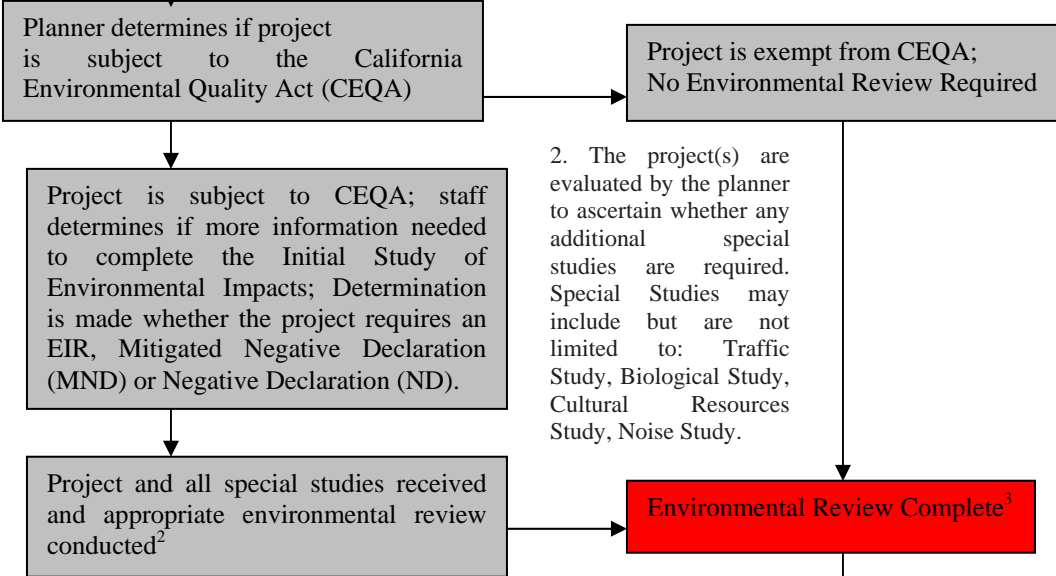 Planner determines if project
is subject to the California
Environmental Quality Act (CEQA)
Project is exempt from CEQA;
No Environmental Review Required
Project is subject to CEQA; staff
determines if more information needed
to complete the Initial Study of
Environmental Impacts; Determination
is made whether the project requires an
EIR, Mitigated Negative Declaration
(MND) or Negative Declaration (ND).
2. The project(s) are
evaluated by the planner
to ascertain whether any
additional special
studies are required.
Special Studies may
include but are not
limited to: Traffic
Study, Biological Study,
Cultural Resources
Study, Noise Study.
Project and all special studies received
and appropriate environmental review
conducted²
Environmental Review Complete³